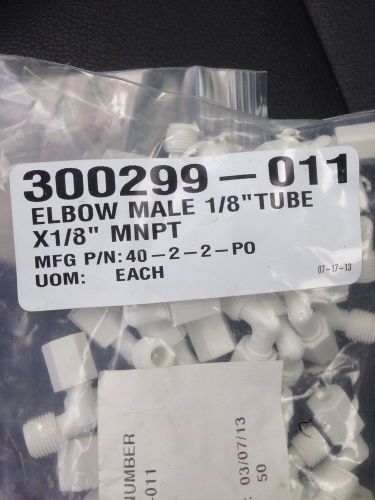 300299-011
ELBOW MALE 1/8"TUBE
X1/8" MNPT
MFG P/N:40-2-2-PO
UOM: EACH
07-17-13
NUMBER
-011
: 03/07/13
50